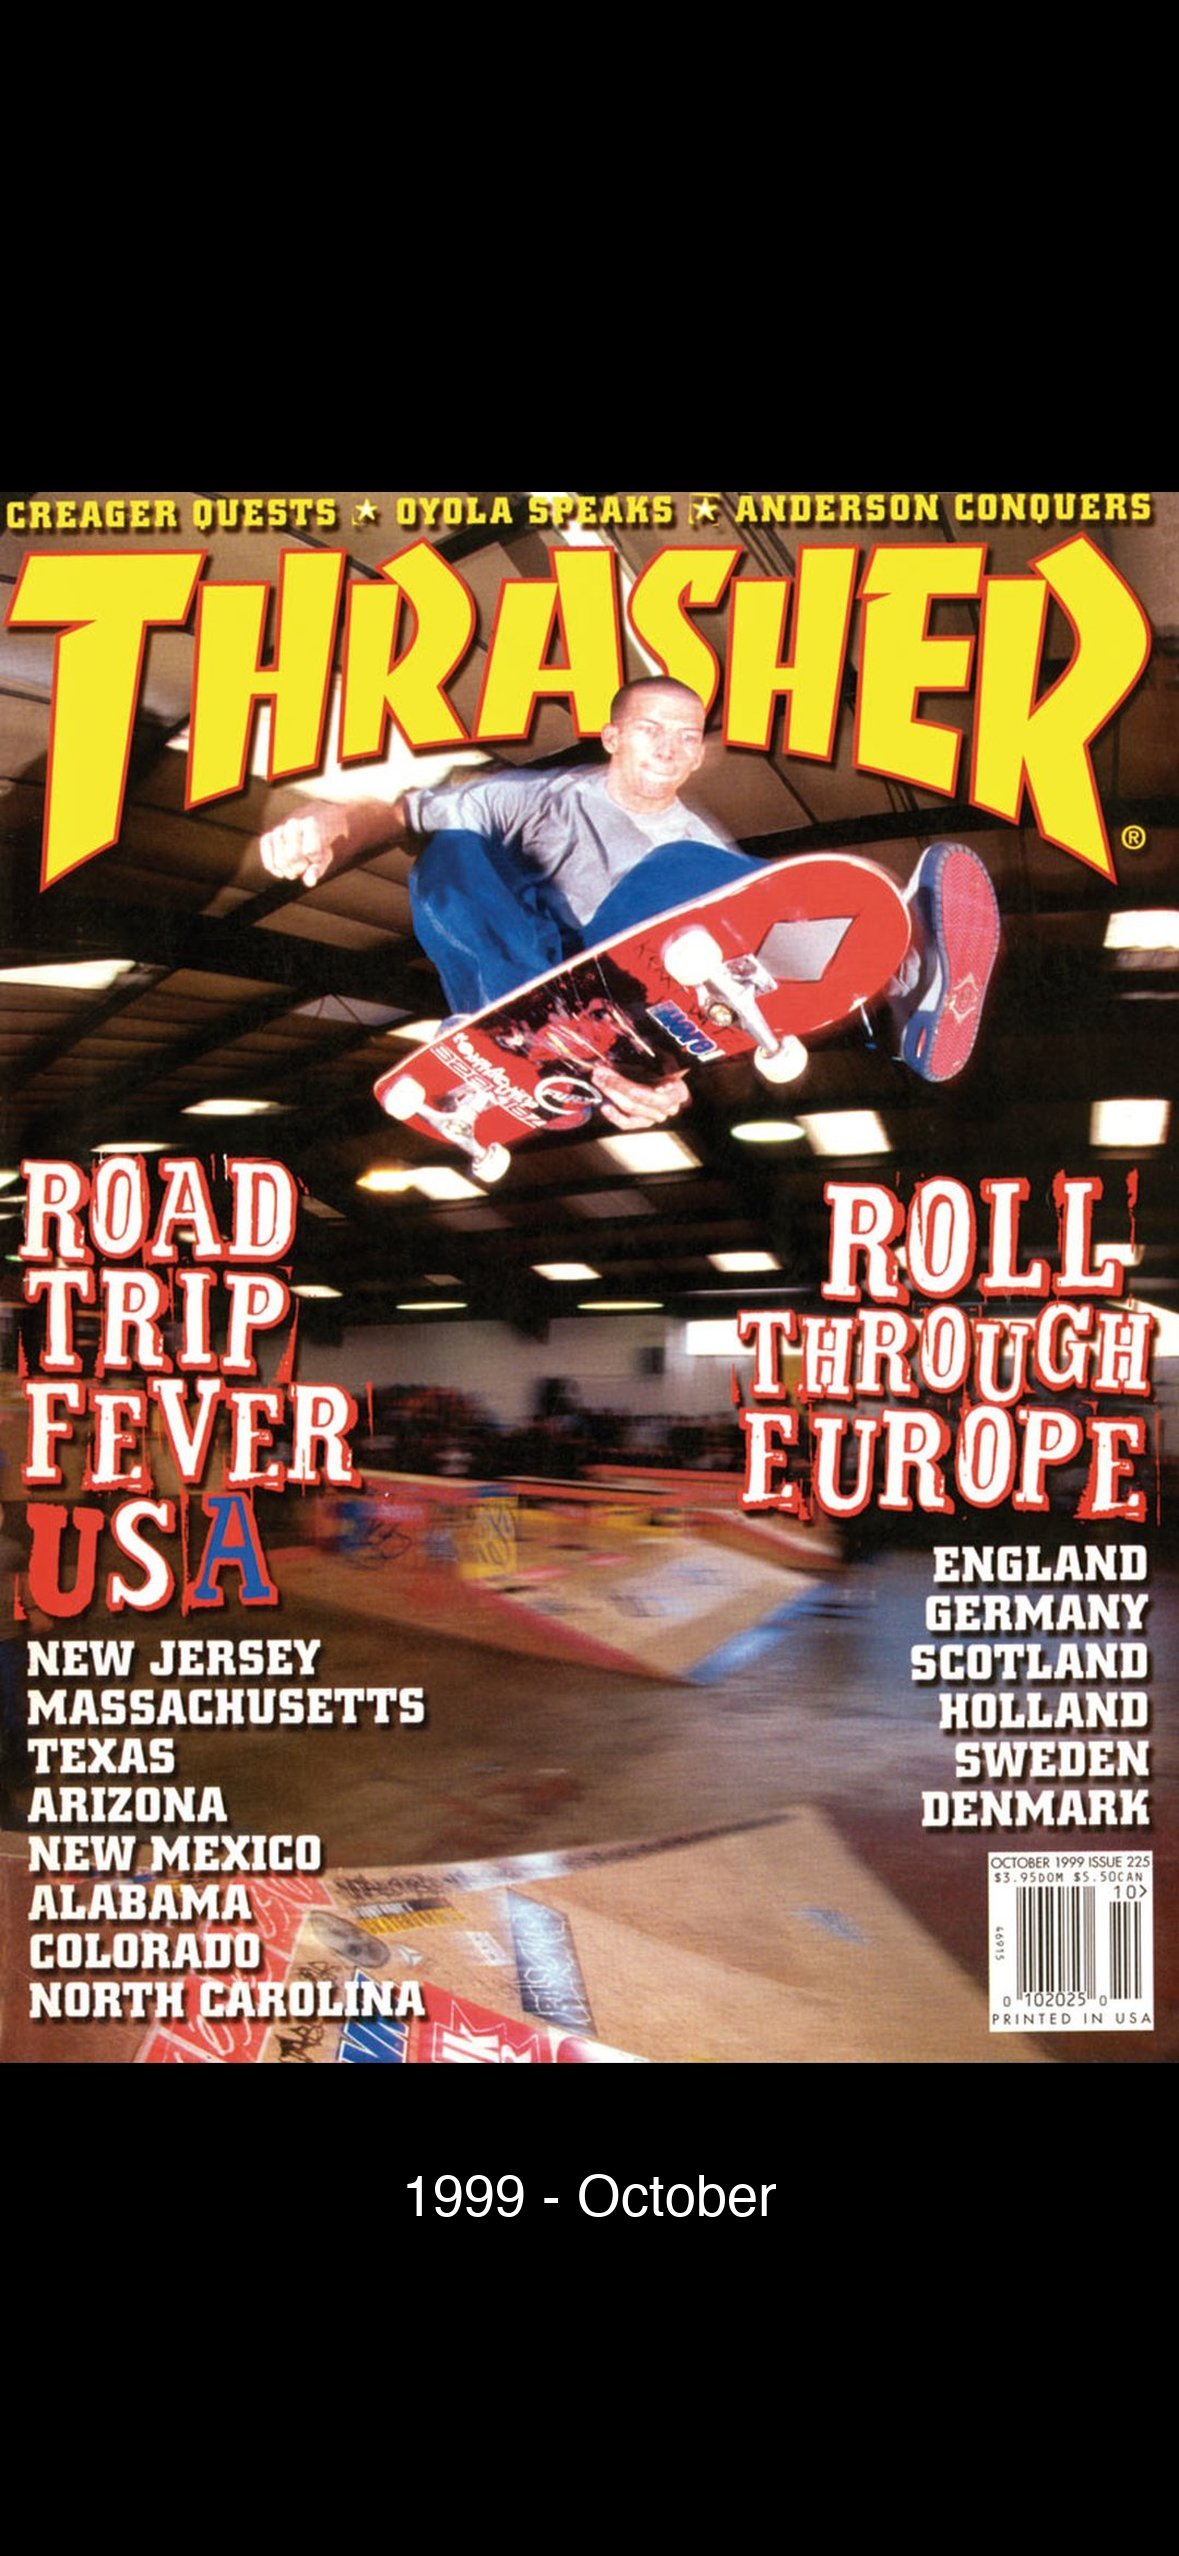 CREAGER QUESTS ★ OYOLA SPEAKS ★ ANDERSON CONQUERS
THRASHER®
ROAD
TRIP
FEVER
USA
NEW JERSEY
MASSACHUSETTS
TEXAS
ARIZONA
NEW MEXICO
ALABAMA
COLORADO
NORTH CAROLINA
ROLL
THROUGH
EUROPE
ENGLAND
GERMANY
SCOTLAND
HOLLAND
SWEDEN
DENMARK
OCTOBER 1999 ISSUE 225
$3.95DOM $5.50CAN
10>
46915
0 102025 0
PRINTED IN USA
1999 - October